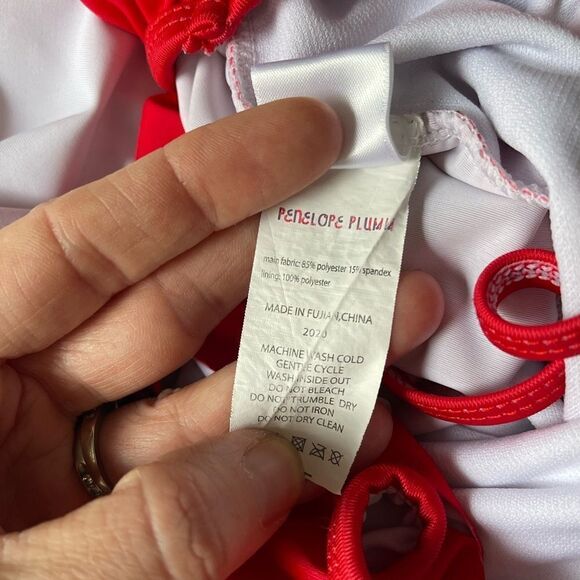 PENELOPE PLUMM
main fabric: 85% polyester 15% spandex
lining: 100% polyester
MADE IN FUJIAN,CHINA
2020
MACHINE WASH COLD
GENTLE CYCLE
WASH INSIDE OUT
DO NOT BLEACH
DO NOT TRUMBLE DRY
DO NOT IRON
DO NOT DRY CLEAN